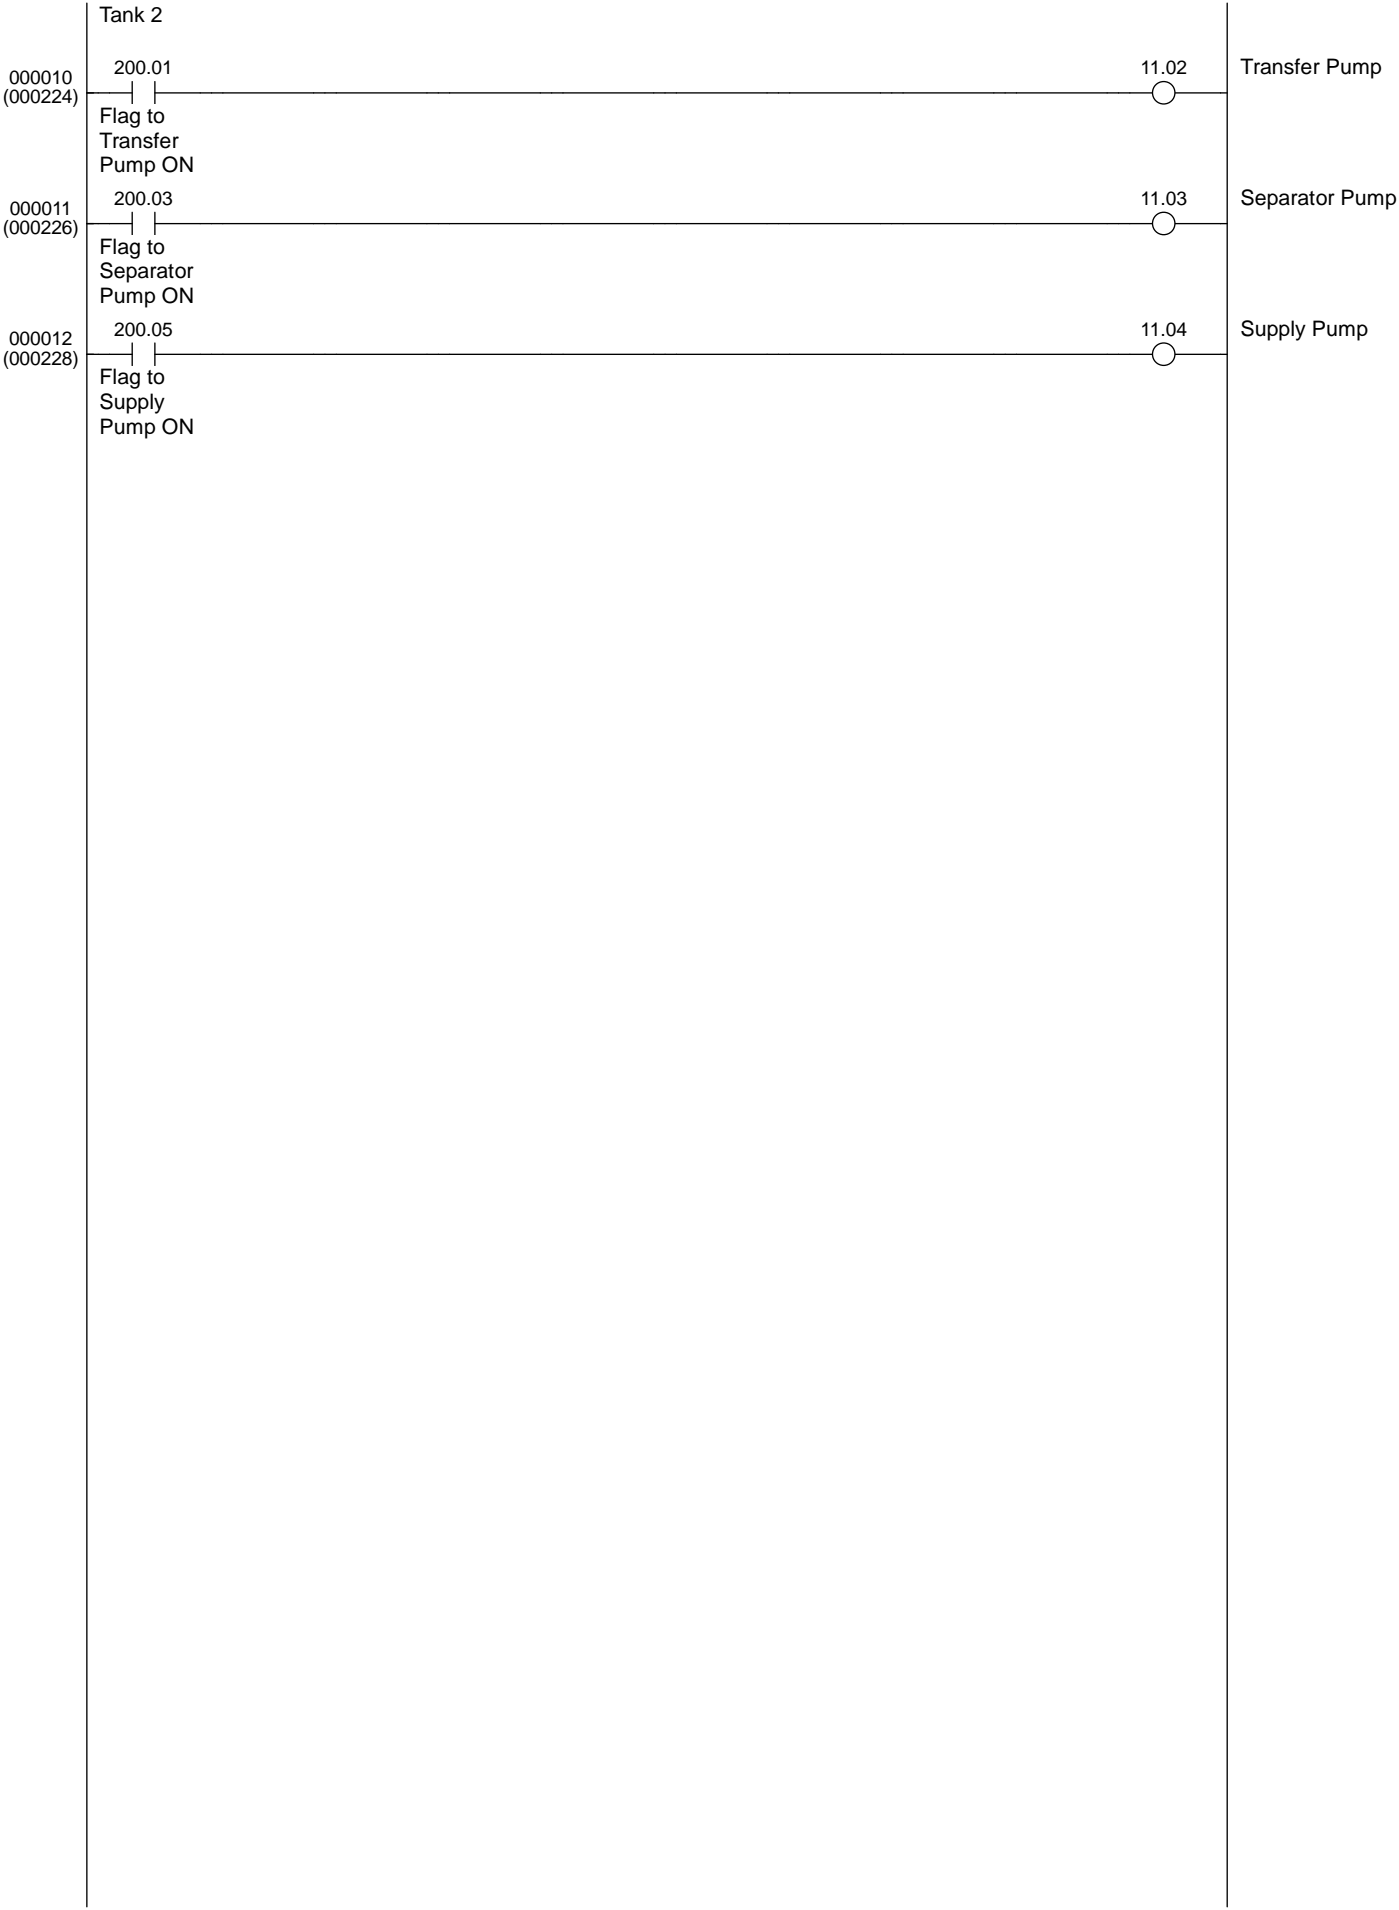 Tank 2
000010
(000224)
200.01
11.02
Transfer Pump
Flag to
Transfer
Pump ON
000011
(000226)
200.03
11.03
Separator Pump
Flag to
Separator
Pump ON
000012
(000228)
200.05
11.04
Supply Pump
Flag to
Supply
Pump ON